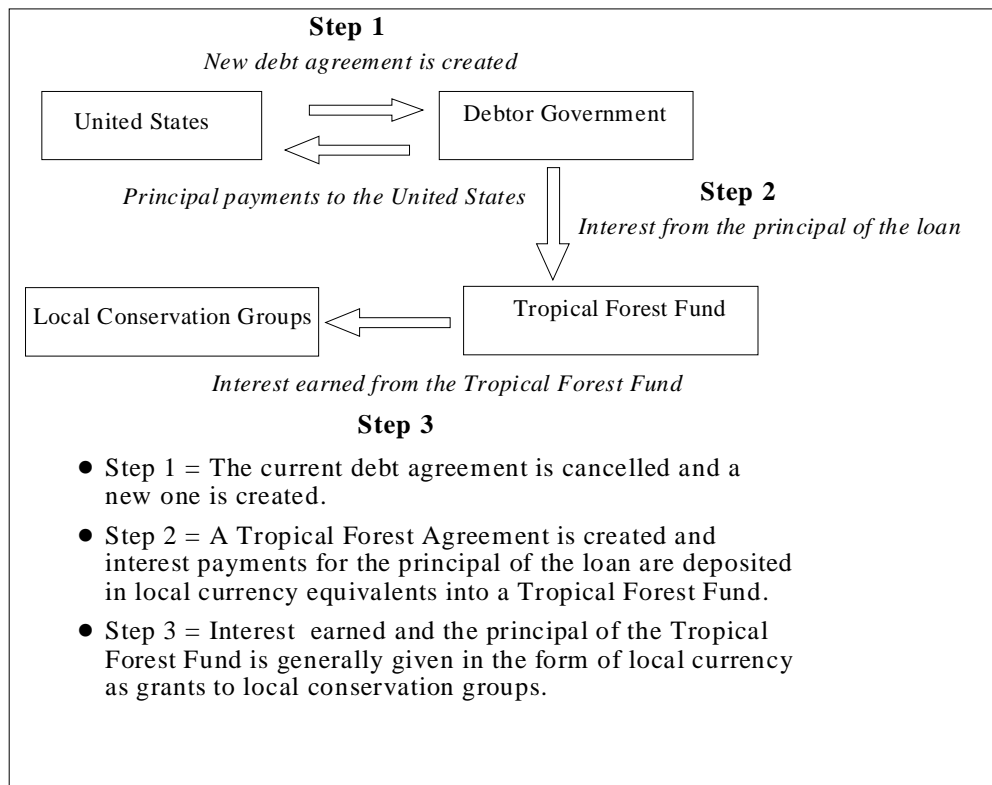 Step 1
New debt agreement is created
United States
Debtor Government
Principal payments to the United States
Step 2
Interest from the principal of the loan
Local Conservation Groups
Tropical Forest Fund
Interest earned from the Tropical Forest Fund
Step 3
● Step 1 = The current debt agreement is cancelled and a
new one is created.
● Step 2 = A Tropical Forest Agreement is created and
interest payments for the principal of the loan are deposited
in local currency equivalents into a Tropical Forest Fund.
● Step 3 = Interest earned and the principal of the Tropical
Forest Fund is generally given in the form of local currency
as grants to local conservation groups.